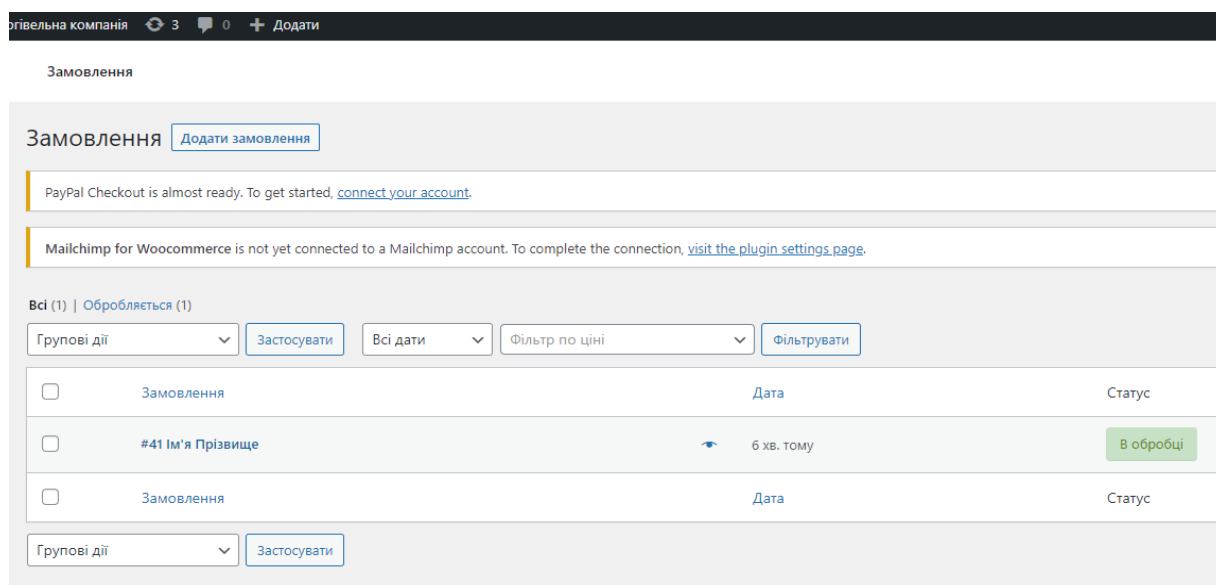 орівельна компанія 3 0 + Додати
Замовлення
Замовлення Додати замовлення
PayPal Checkout is almost ready. To get started, connect your account.
Mailchimp for Woocommerce is not yet connected to a Mailchimp account. To complete the connection, visit the plugin settings page.
Всі (1) | Обробляється (1)
Групові дії Застосувати Всі дати Фільтр по ціні Фільтрувати
Замовлення Дата Статус
#41 Ім'я Прізвище 6 хв. тому В обробці
Замовлення Дата Статус
Групові дії Застосувати